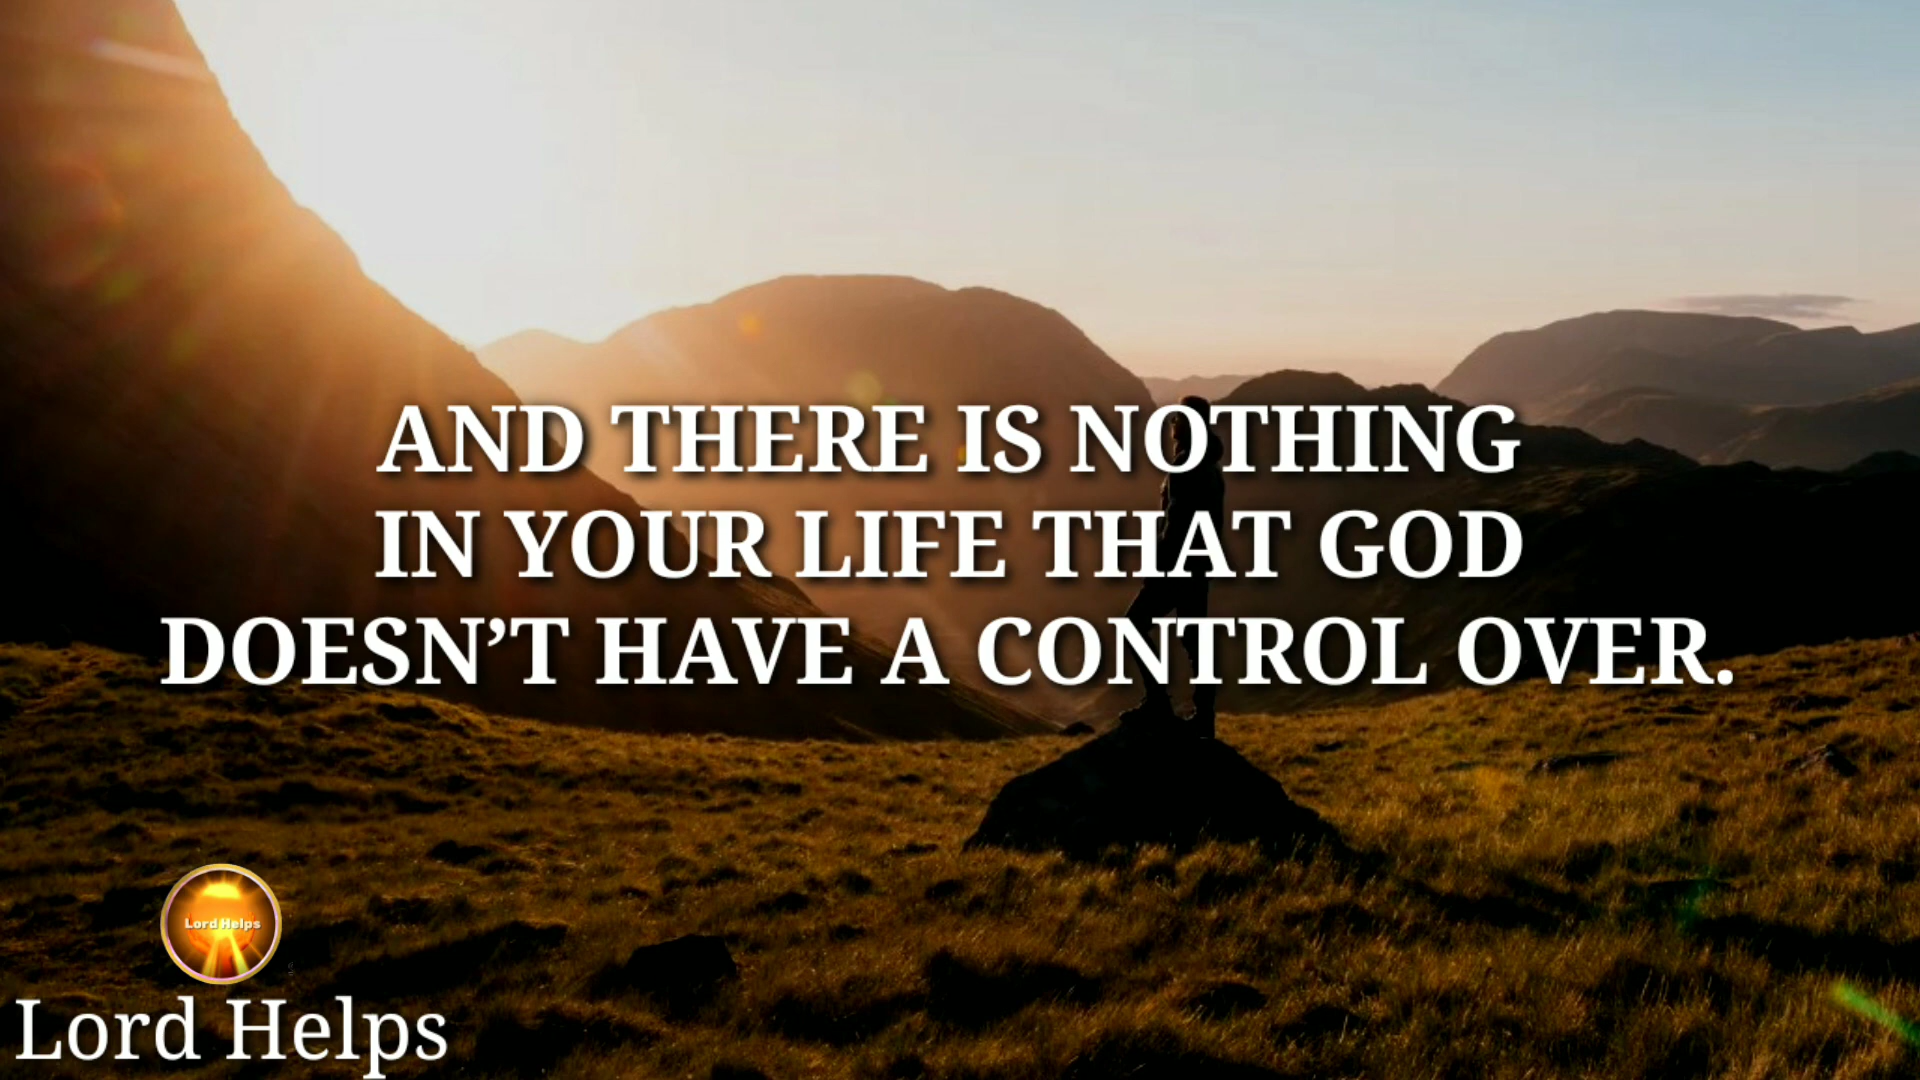 AND THERE IS NOTHING
IN YOUR LIFE THAT GOD
DOESN’T HAVE A CONTROL OVER.
Lord Helps
Lord Helps